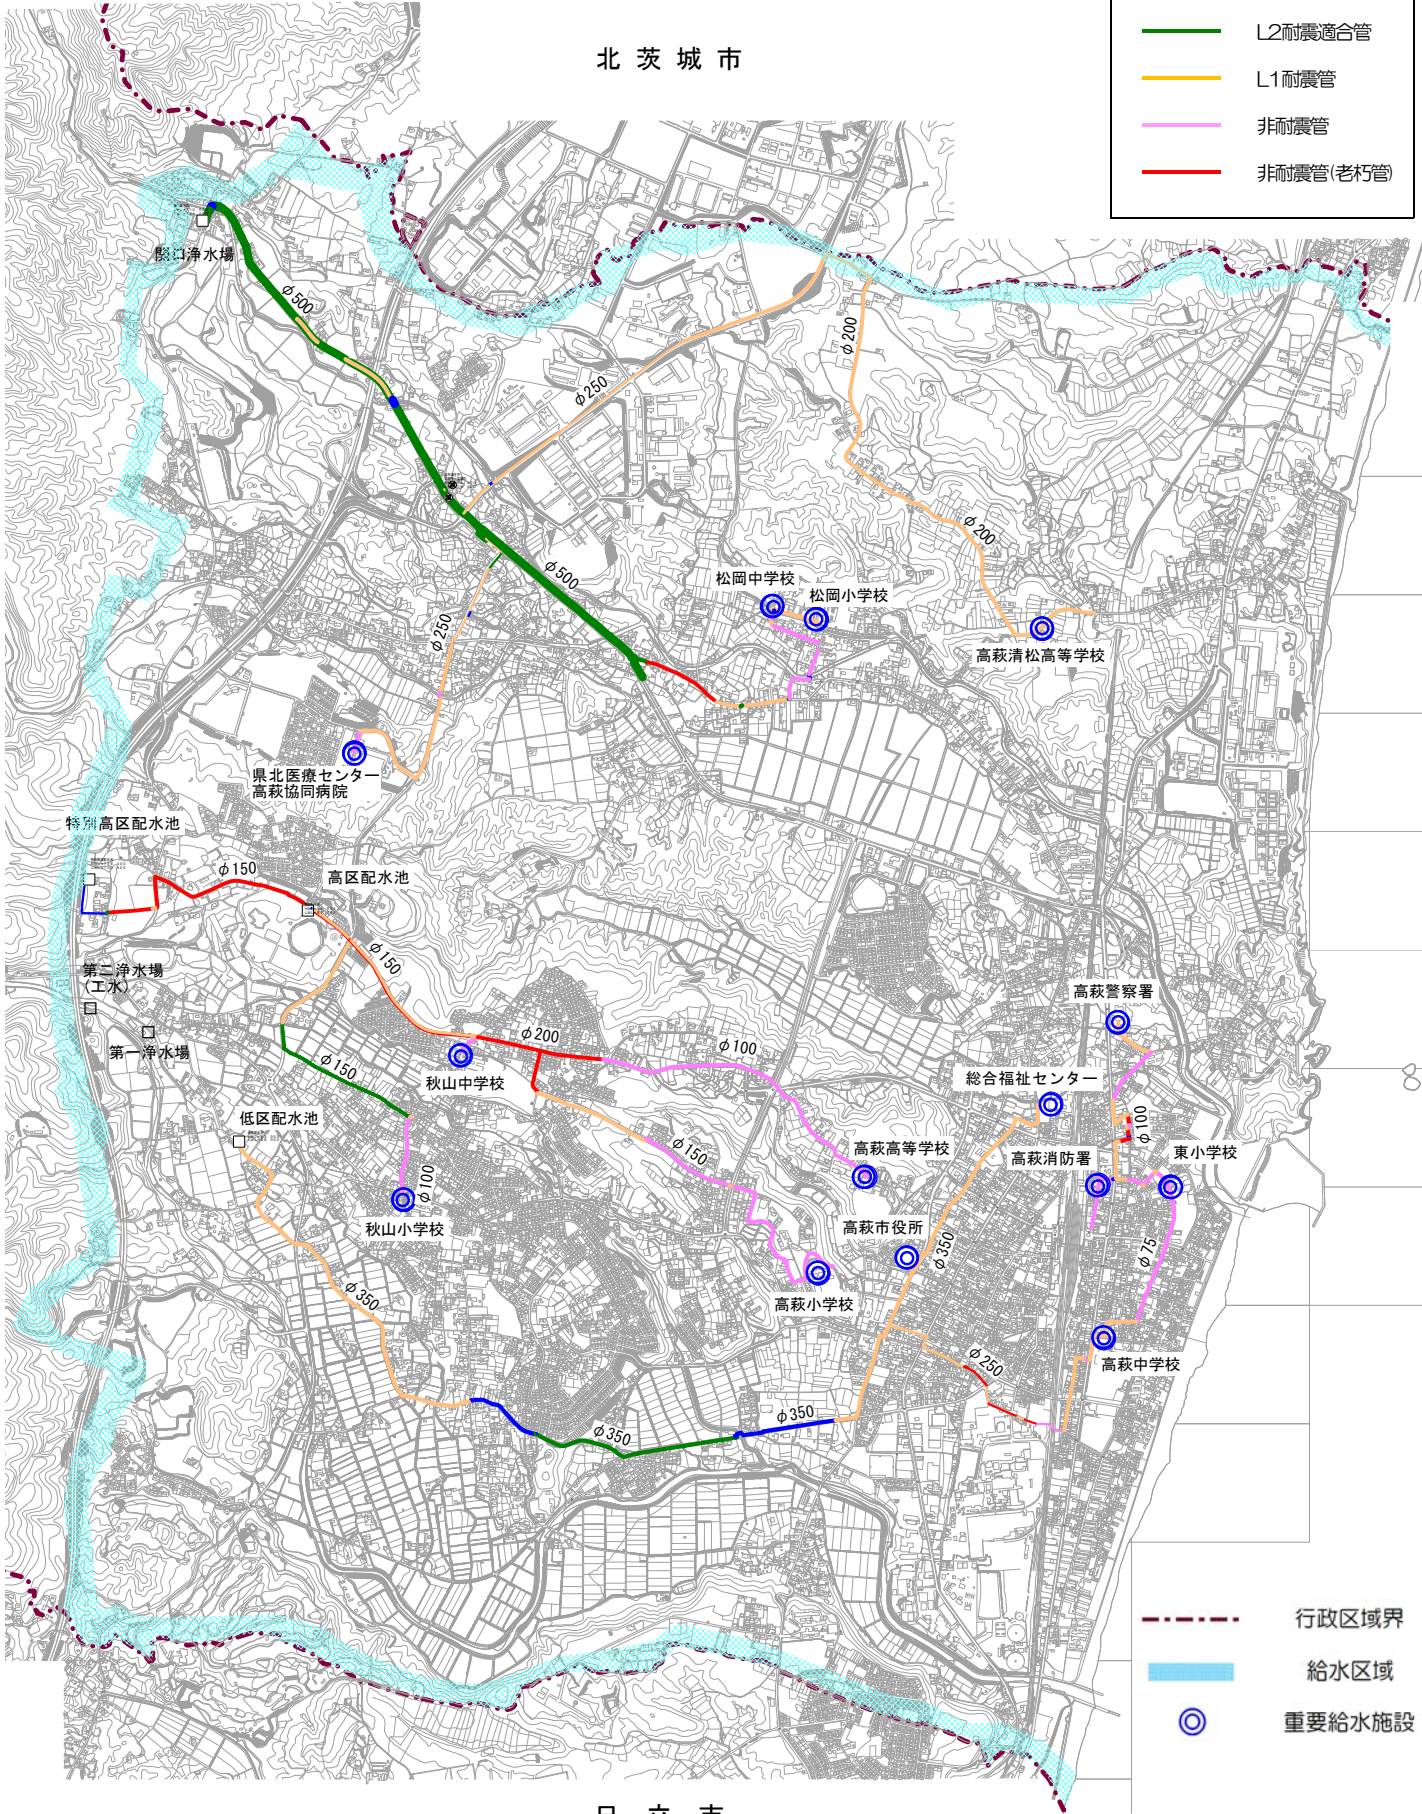 北茨城市
L2耐震適合管
L1耐震管
非耐震管
非耐震管(老朽管)
関口浄水場
φ500
φ200
φ250
φ200
φ500
松岡中学校
松岡小学校
φ250
高萩清松高等学校
県北医療センター
高萩協同病院
特別高区配水池
φ150
高区配水池
φ150
第二浄水場
(工水)
高萩警察署
第一浄水場
φ200
φ100
秋山中学校
φ150
総合福祉センター
低区配水池
φ100
φ150
高萩高等学校
高萩消防署
東小学校
φ100
秋山小学校
高萩市役所
φ350
φ75
φ350
高萩小学校
φ250
高萩中学校
φ350
φ350
行政区域界
給水区域
重要給水施設
日立市